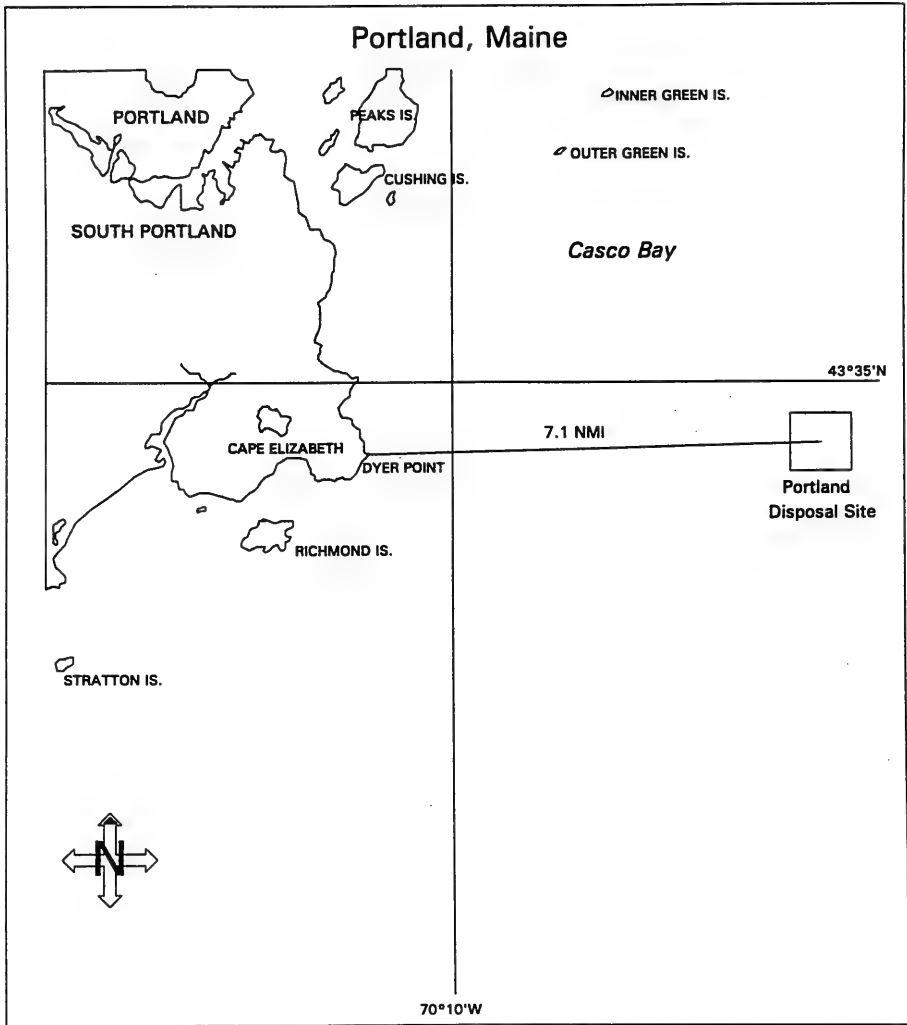 Portland, Maine
INNER GREEN IS.
PORTLAND
PEAKS IS.
OUTER GREEN IS.
CUSHING IS.
SOUTH PORTLAND
Casco Bay
43°35'N
7.1 NMI
CAPE ELIZABETH
DYER POINT
Portland
Disposal Site
RICHMOND IS.
STRATTON IS.
N
70°10'W